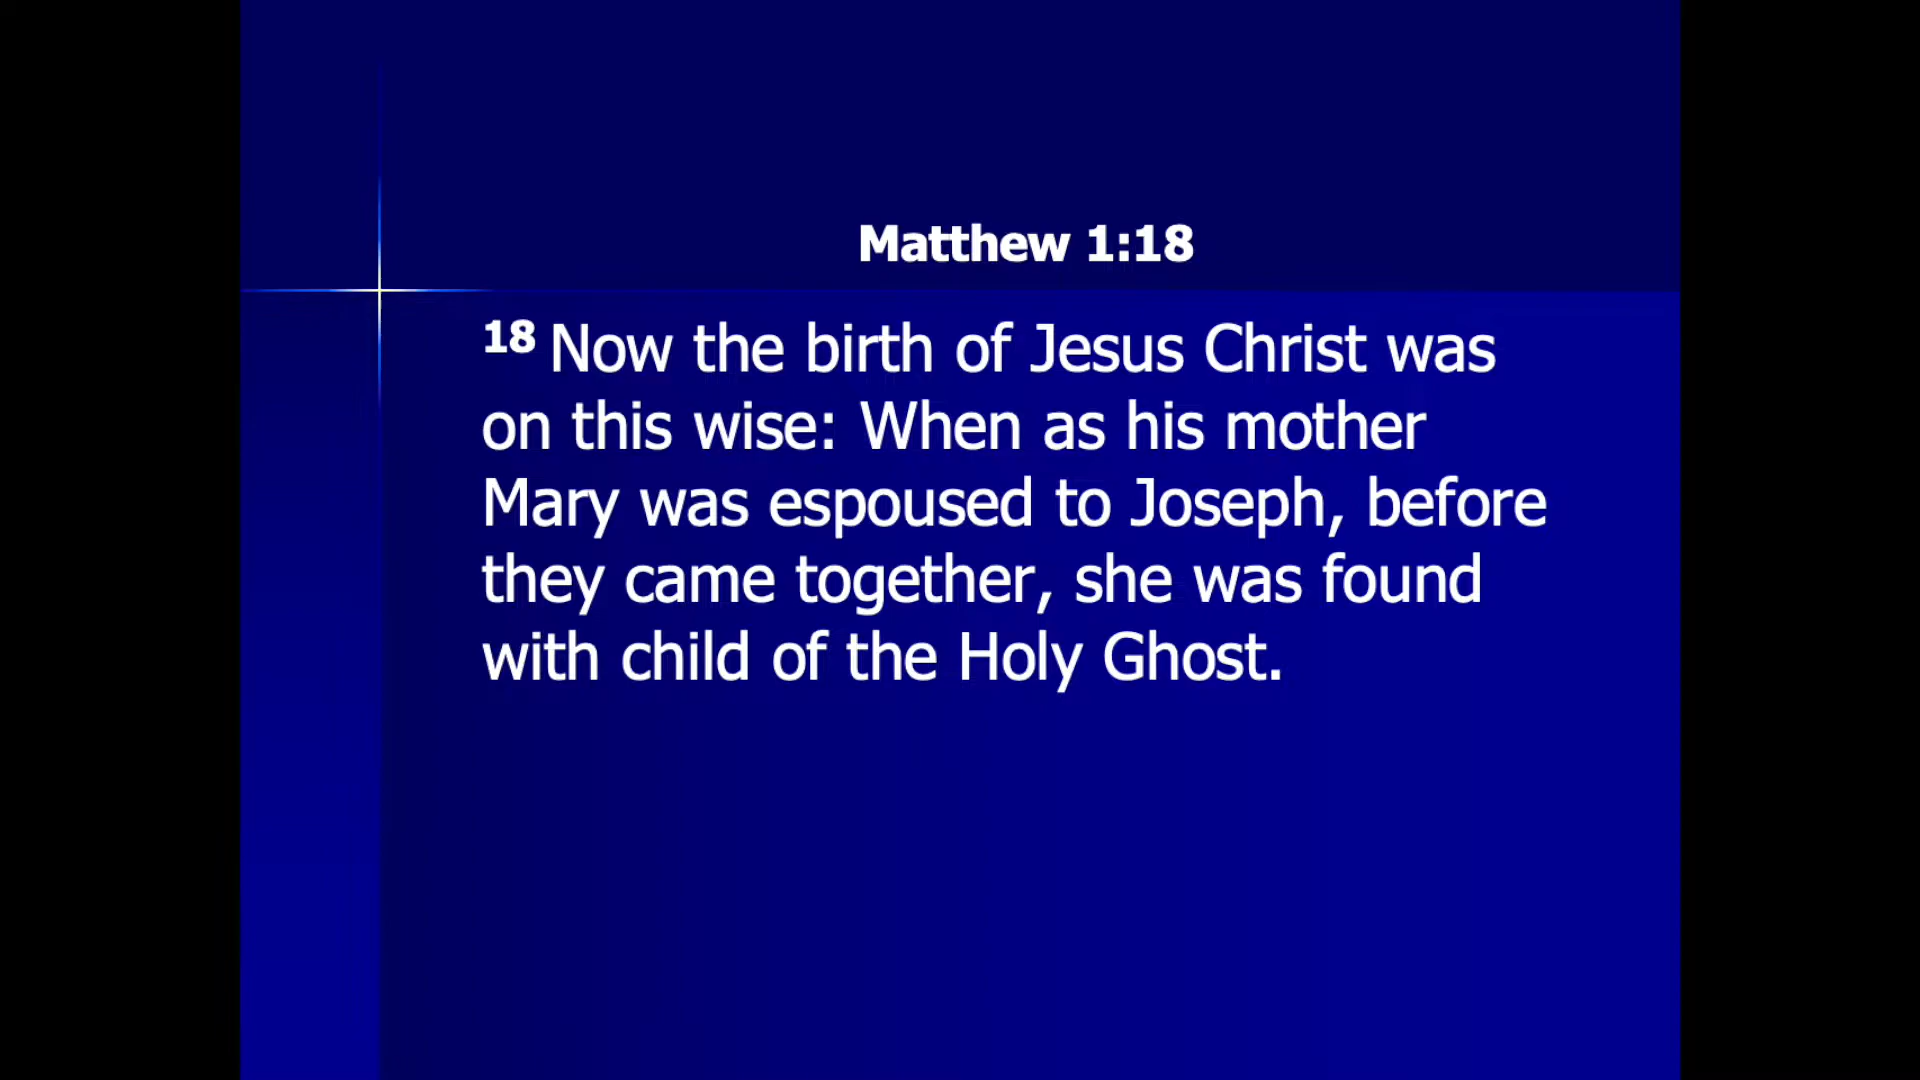 Matthew 1:18
18 Now the birth of Jesus Christ was
on this wise: When as his mother
Mary was espoused to Joseph, before
they came together, she was found
with child of the Holy Ghost.